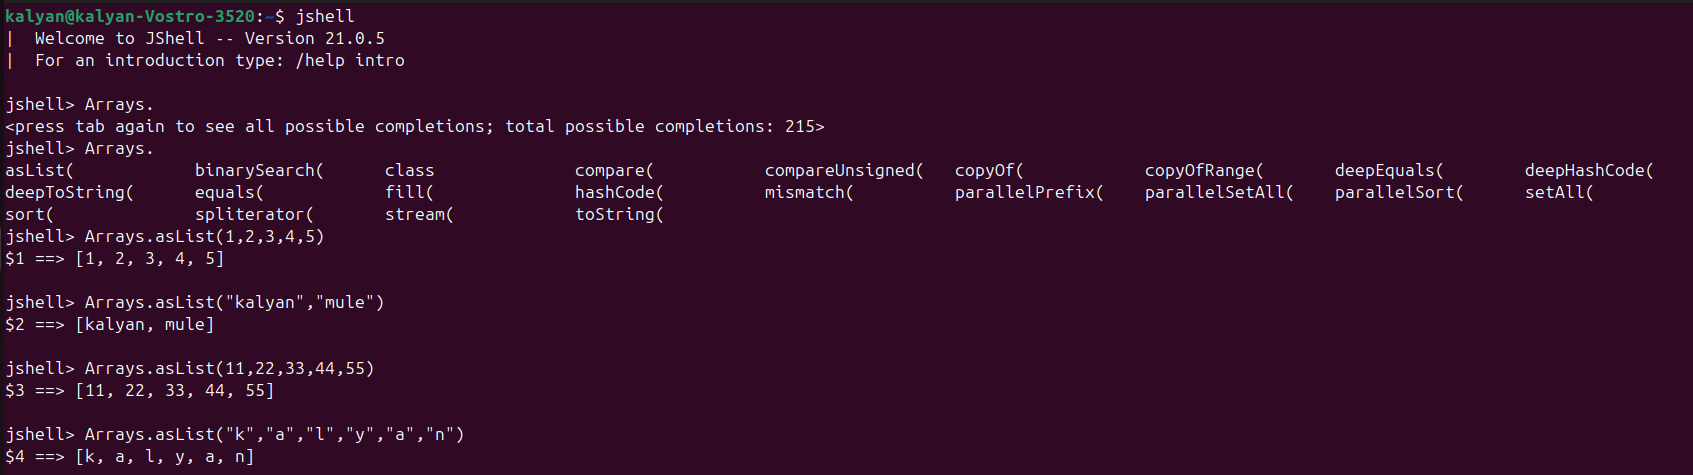 kalyan@kalyan-Vostro-3520:~$ jshell
|  Welcome to JShell -- Version 21.0.5
|  For an introduction type: /help intro
jshell> Arrays.
<press tab again to see all possible completions; total possible completions: 215>
jshell> Arrays.
asList(            binarySearch(      class              compare(           compareUnsigned(   copyOf(            copyOfRange(       deepEquals(        deepHashCode(
deepToString(      equals(            fill(              hashCode(          mismatch(          parallelPrefix(    parallelSetAll(    parallelSort(      setAll(
sort(              spliterator(       stream(            toString(
jshell> Arrays.asList(1,2,3,4,5)
$1 ==> [1, 2, 3, 4, 5]
jshell> Arrays.asList("kalyan","mule")
$2 ==> [kalyan, mule]
jshell> Arrays.asList(11,22,33,44,55)
$3 ==> [11, 22, 33, 44, 55]
jshell> Arrays.asList("k","a","l","y","a","n")
$4 ==> [k, a, l, y, a, n]